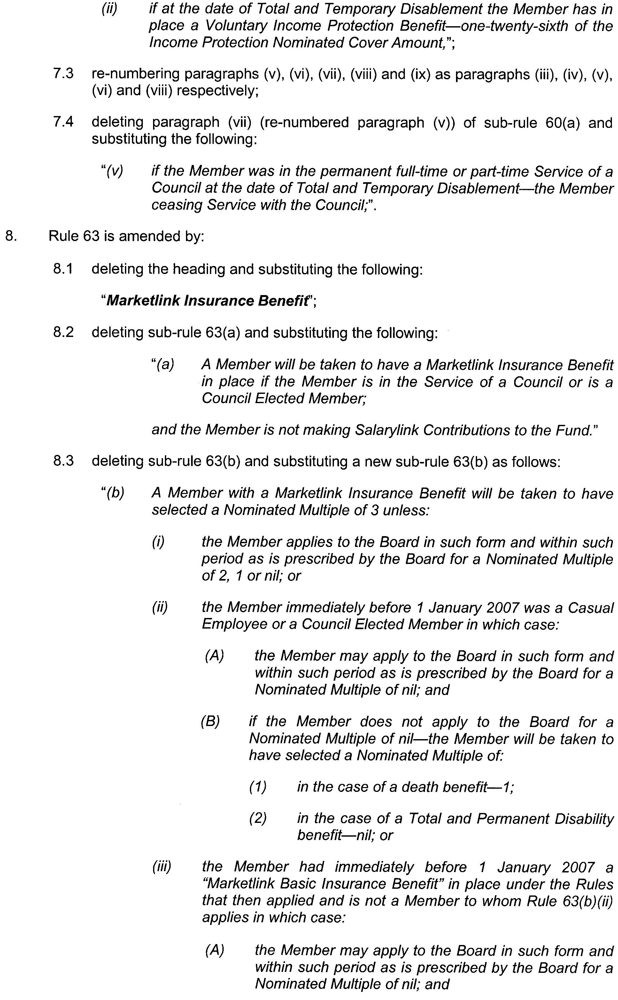 (ii) if at the date of Total and Temporary Disablement the Member has in
place a Voluntary Income Protection Benefit—one-twenty-sixth of the
Income Protection Nominated Cover Amount,”;
7.3 re-numbering paragraphs (v), (vi), (vii), (viii) and (ix) as paragraphs (iii), (iv), (v),
(vi) and (viii) respectively;
7.4 deleting paragraph (vii) (re-numbered paragraph (v)) of sub-rule 60(a) and
substituting the following:
“(v) if the Member was in the permanent full-time or part-time Service of a
Council at the date of Total and Temporary Disablement—the Member
ceasing Service with the Council;”.
8. Rule 63 is amended by:
8.1 deleting the heading and substituting the following:
“Marketlink Insurance Benefit”;
8.2 deleting sub-rule 63(a) and substituting the following:
“(a) A Member will be taken to have a Marketlink Insurance Benefit
in place if the Member is in the Service of a Council or is a
Council Elected Member;
and the Member is not making Salarylink Contributions to the Fund.”
8.3 deleting sub-rule 63(b) and substituting a new sub-rule 63(b) as follows:
“(b) A Member with a Marketlink Insurance Benefit will be taken to have
selected a Nominated Multiple of 3 unless:
(i) the Member applies to the Board in such form and within such
period as is prescribed by the Board for a Nominated Multiple
of 2, 1 or nil; or
(ii) the Member immediately before 1 January 2007 was a Casual
Employee or a Council Elected Member in which case:
(A) the Member may apply to the Board in such form and
within such period as is prescribed by the Board for a
Nominated Multiple of nil; and
(B) if the Member does not apply to the Board for a
Nominated Multiple of nil—the Member will be taken to
have selected a Nominated Multiple of:
(1) in the case of a death benefit—1;
(2) in the case of a Total and Permanent Disability
benefit—nil; or
(iii) the Member had immediately before 1 January 2007 a
“Marketlink Basic Insurance Benefit” in place under the Rules
that then applied and is not a Member to whom Rule 63(b)(ii)
applies in which case:
(A) the Member may apply to the Board in such form and
within such period as is prescribed by the Board for a
Nominated Multiple of nil; and